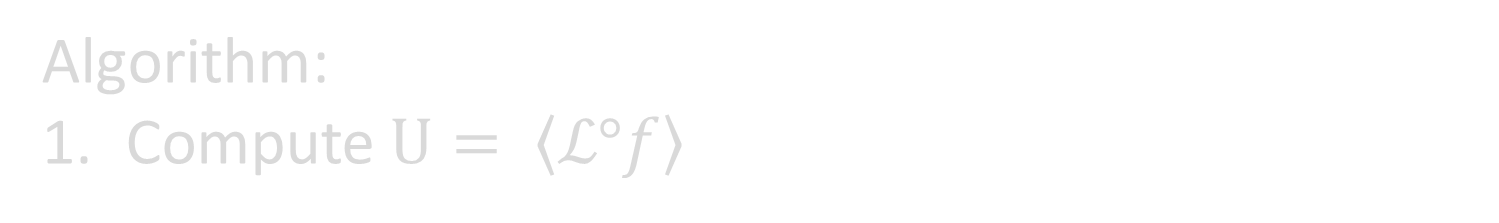 Algorithm:
1. Compute U = ⟨ℒ°f⟩